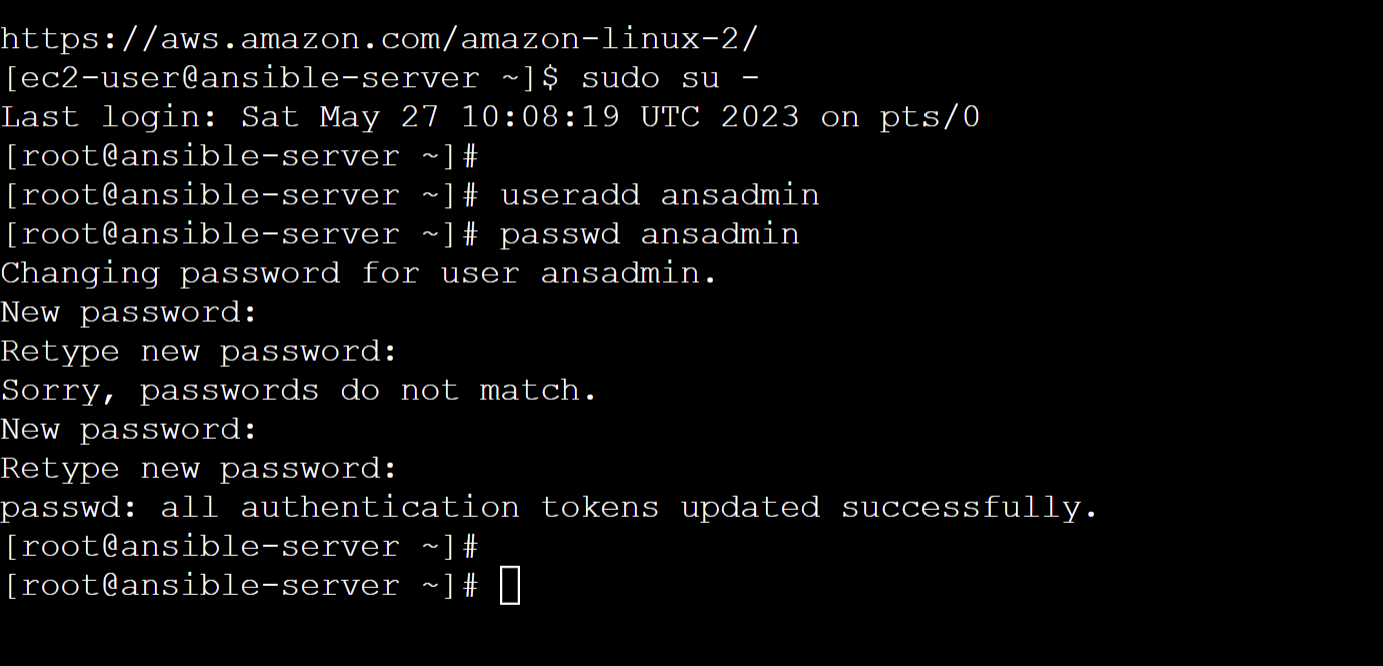 https://aws.amazon.com/amazon-linux-2/
[ec2-user@ansible-server ~]$ sudo su -
Last login: Sat May 27 10:08:19 UTC 2023 on pts/0
[root@ansible-server ~]#
[root@ansible-server ~]# useradd ansadmin
[root@ansible-server ~]# passwd ansadmin
Changing password for user ansadmin.
New password:
Retype new password:
Sorry, passwords do not match.
New password:
Retype new password:
passwd: all authentication tokens updated successfully.
[root@ansible-server ~]#
[root@ansible-server ~]#